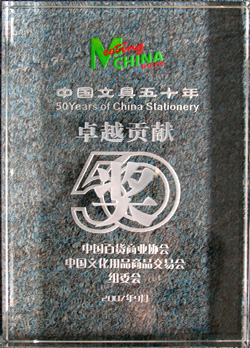 Writing
CHINA
中国文具五十年
50Years of China Stationery
卓越贡献
50
奖
中国百货商业协会
中国文化用品商品交易会
组委会
2007年9月